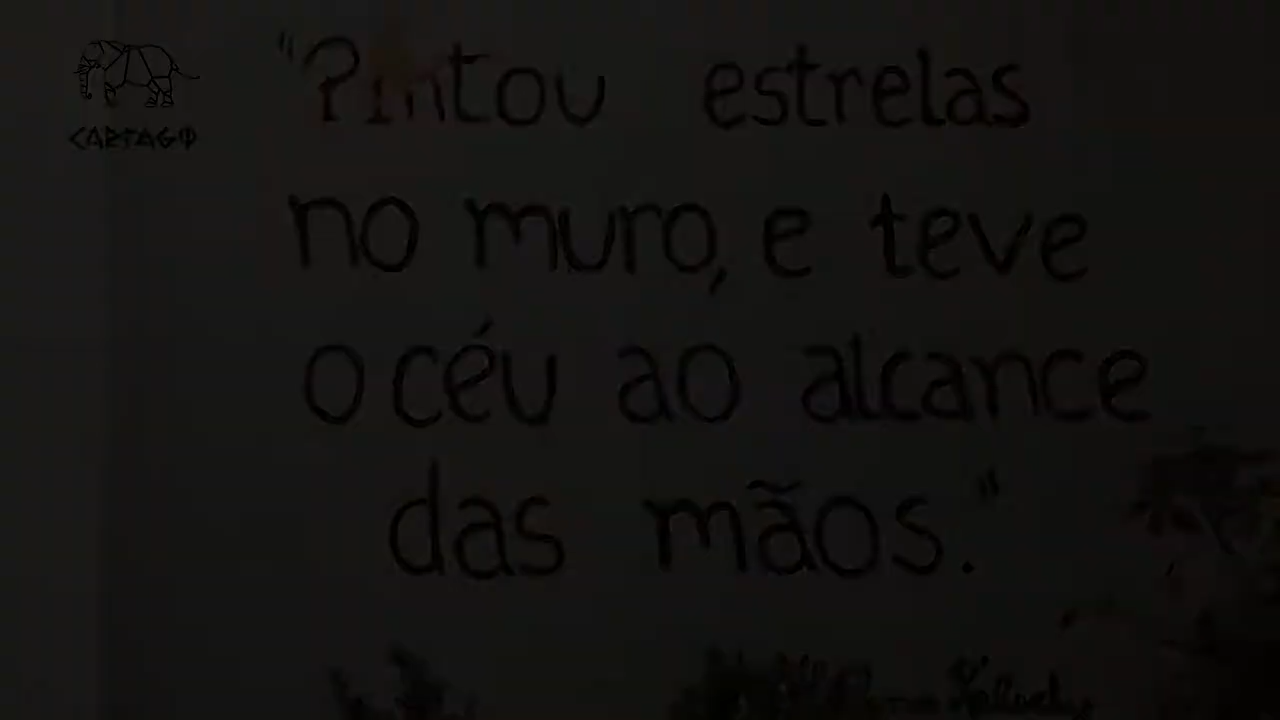 CARTAGO
"Pintou estrelas
no muro, e teve
o céu ao alcance
das mãos."